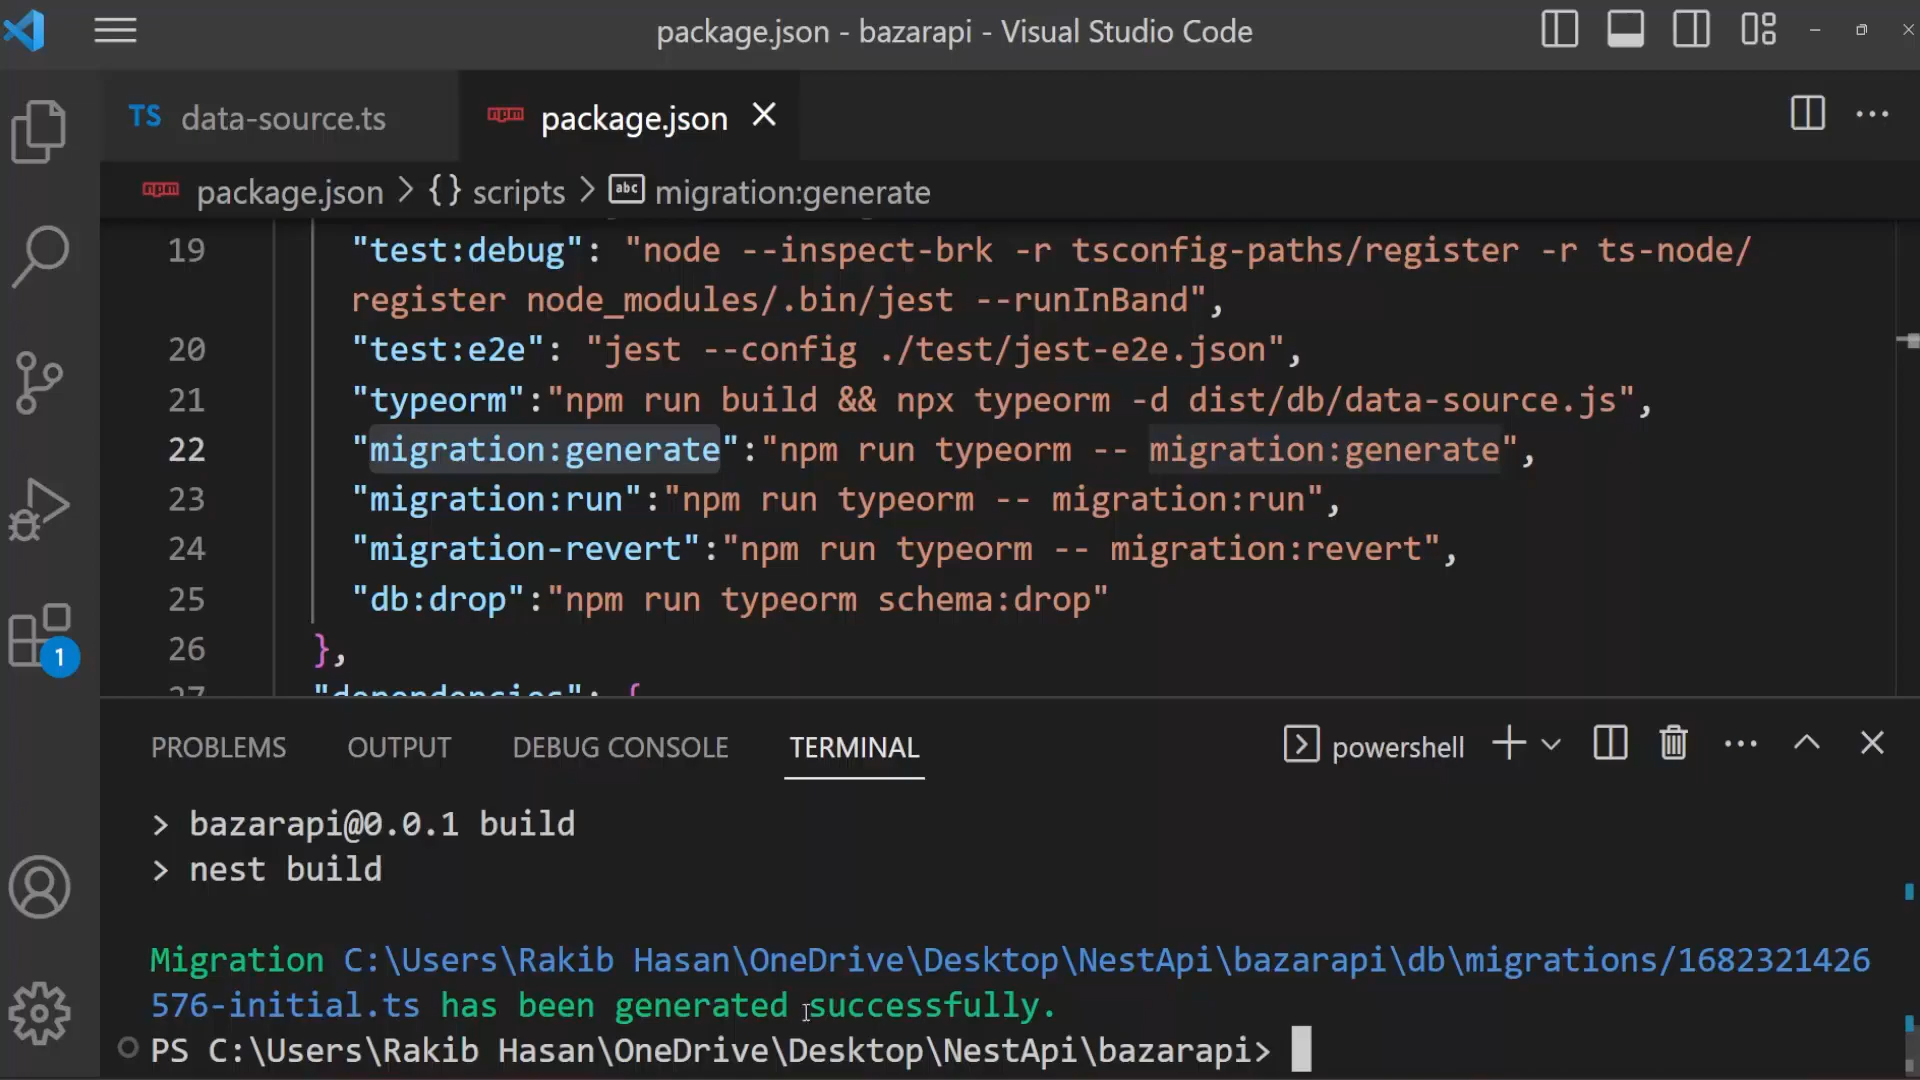 package.json - bazarapi - Visual Studio Code
TS data-source.ts
npm package.json
npm package.json > {} scripts > abc migration:generate
19 "test:debug": "node --inspect-brk -r tsconfig-paths/register -r ts-node/
register node_modules/.bin/jest --runInBand",
20 "test:e2e": "jest --config ./test/jest-e2e.json",
21 "typeorm":"npm run build && npx typeorm -d dist/db/data-source.js",
22 "migration:generate":"npm run typeorm -- migration:generate",
23 "migration:run":"npm run typeorm -- migration:run",
24 "migration-revert":"npm run typeorm -- migration:revert",
25 "db:drop":"npm run typeorm schema:drop"
26 },
27 "dependencies": {
1
PROBLEMS OUTPUT DEBUG CONSOLE TERMINAL powershell
> bazarapi@0.0.1 build
> nest build
Migration C:\Users\Rakib Hasan\OneDrive\Desktop\NestApi\bazarapi\db\migrations/1682321426
576-initial.ts has been generated successfully.
PS C:\Users\Rakib Hasan\OneDrive\Desktop\NestApi\bazarapi>